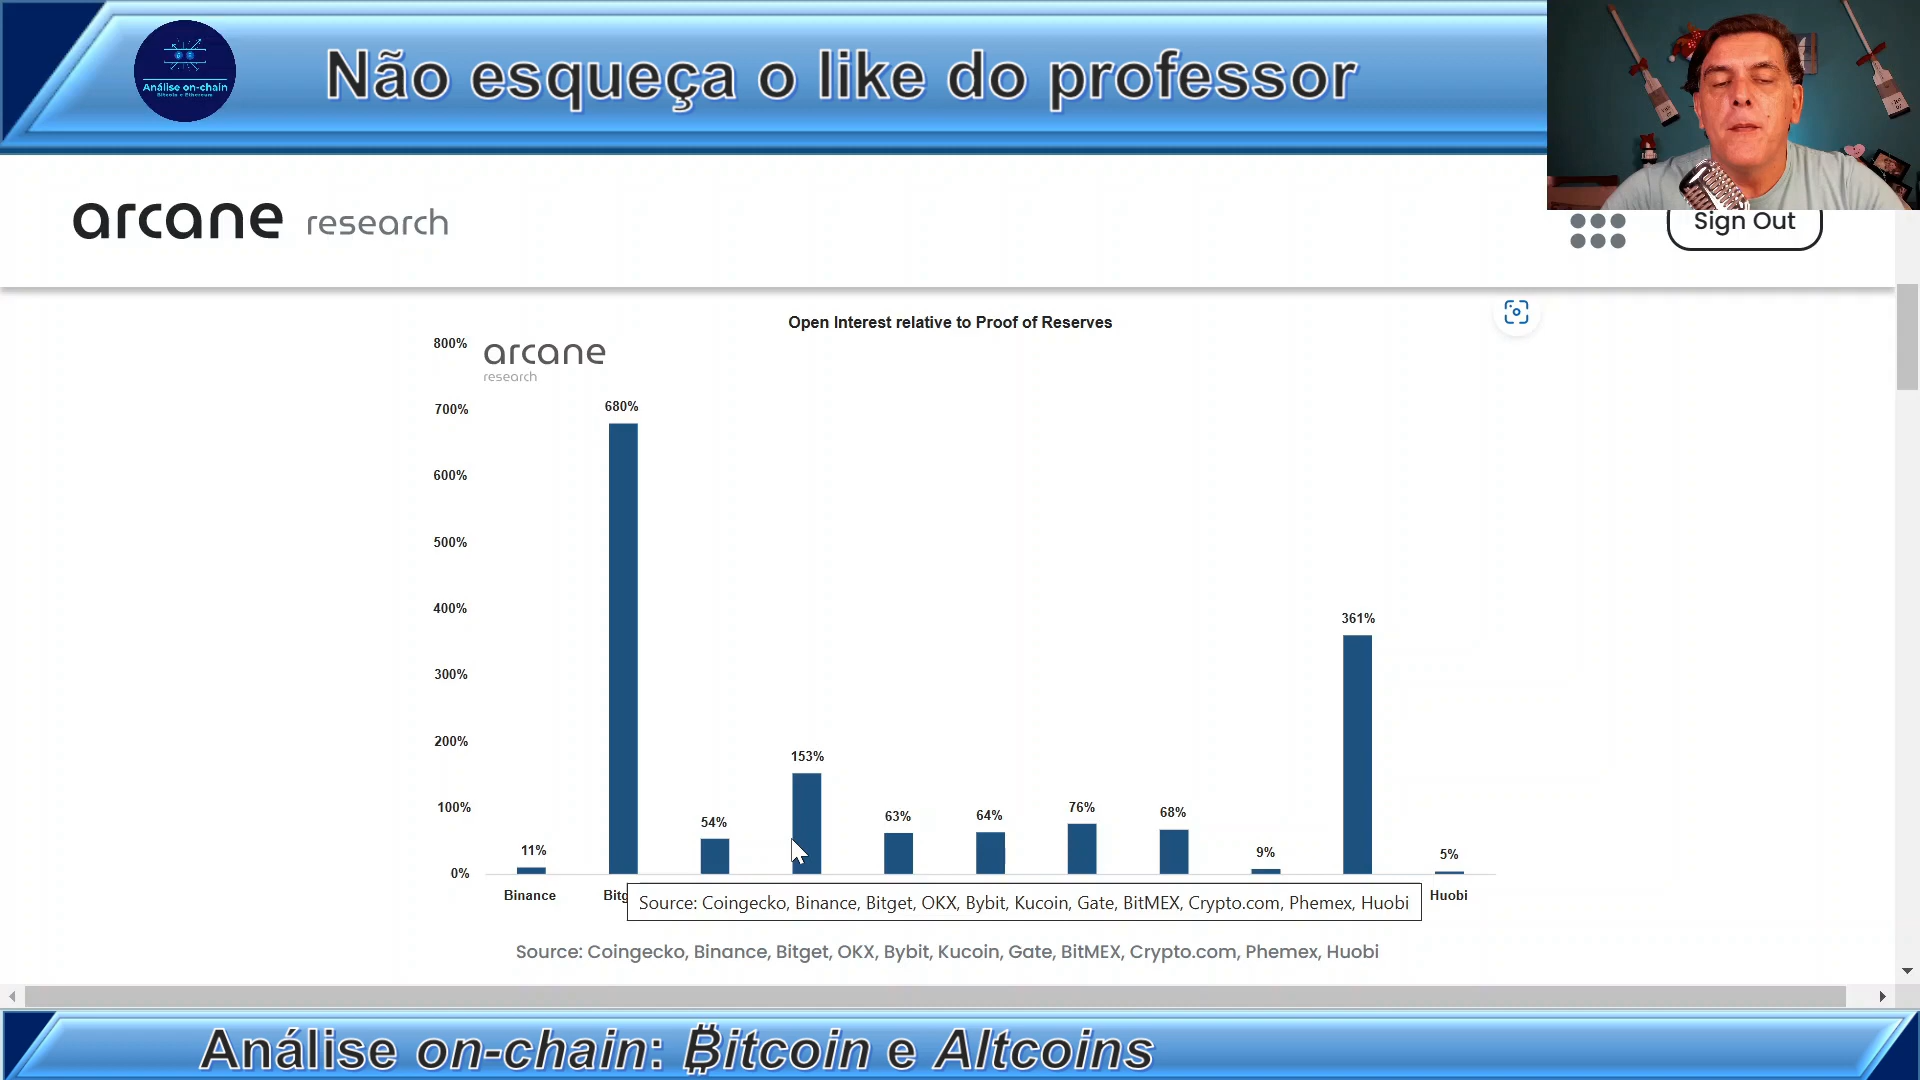 Não esqueça o like do professor
Análise on-chain
Bitcoin e Ethereum
arcane research
Sign Out
Open Interest relative to Proof of Reserves
arcane
research
800%
700%
600%
500%
400%
300%
200%
100%
0%
11%
680%
54%
153%
63%
64%
76%
68%
9%
361%
5%
Binance
Bitg
Huobi
Source: Coingecko, Binance, Bitget, OKX, Bybit, Kucoin, Gate, BitMEX, Crypto.com, Phemex, Huobi
Source: Coingecko, Binance, Bitget, OKX, Bybit, Kucoin, Gate, BitMEX, Crypto.com, Phemex, Huobi
Análise on-chain: ₿itcoin e Altcoins